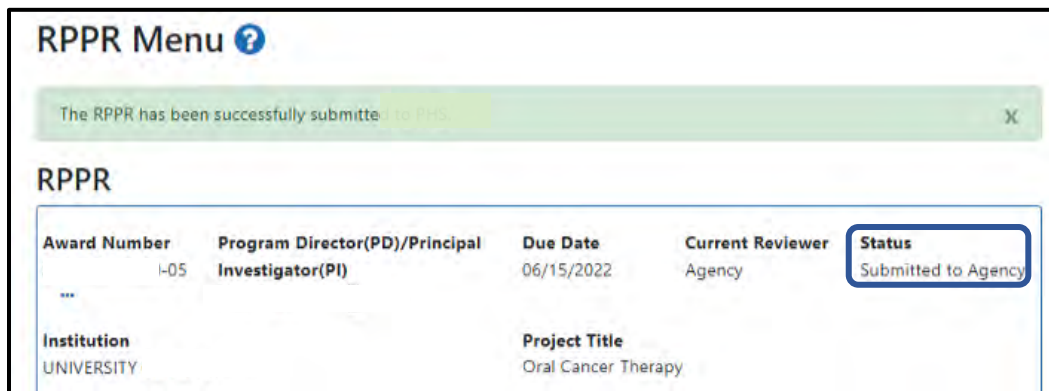 RPPR Menu ?
The RPPR has been successfully submitted to PHS. X
RPPR
Award Number Program Director(PD)/Principal Due Date Current Reviewer Status
-05 Investigator(PI) 06/15/2022 Agency Submitted to Agency
...
Institution Project Title
UNIVERSITY Oral Cancer Therapy